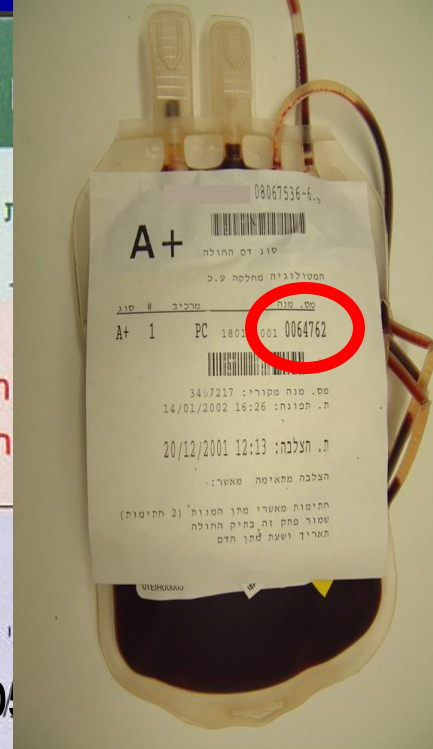 08067536-6
A+
סוג דם החולה
המטולוגיה מחלקה ע.כ
מס. מנה מרכיב # סוג
A+ 1 PC 1801 001 0064762
מס. מנה מקורי: 3407217
ת. תפוגה: 16:26 14/01/2002
ת. הצלבה: 12:13 20/12/2001
הצלבה מתאימה מאשר:
חתימות מאשרי מתן המנות (2 חתימות)
שמור פתק זה בתיק החולה
תאריך ושעת מתן הדם